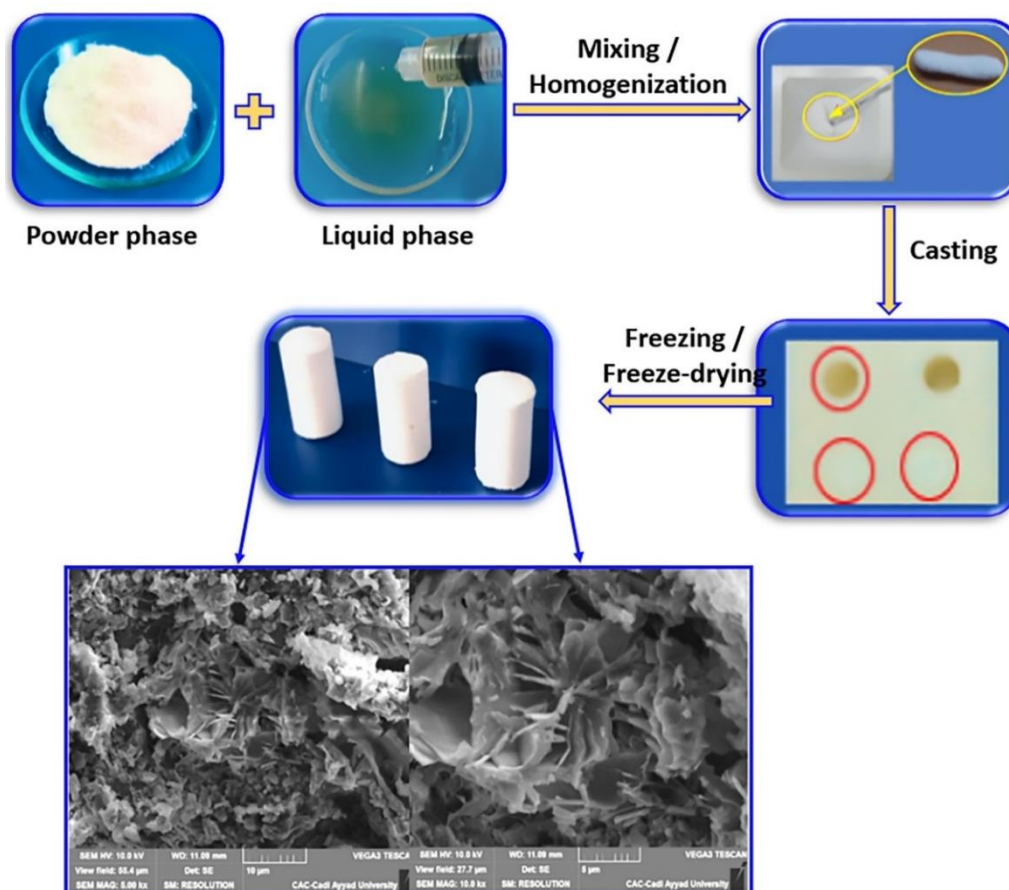 Mixing /
Homogenization
Powder phase
Liquid phase
Casting
Freezing /
Freeze-drying
SEM HV: 10.0 kV WD: 11.09 mm VEGA3 TESCAN
View field: 55.4 µm Det: SE 10 µm
SEM MAG: 5.00 kx SM: RESOLUTION CAC-Cadi Ayyad University
SEM HV: 10.0 kV WD: 11.09 mm VEGA3 TESCAN
View field: 27.7 µm Det: SE 5 µm
SEM MAG: 10.0 kx SM: RESOLUTION CAC-Cadi Ayyad University